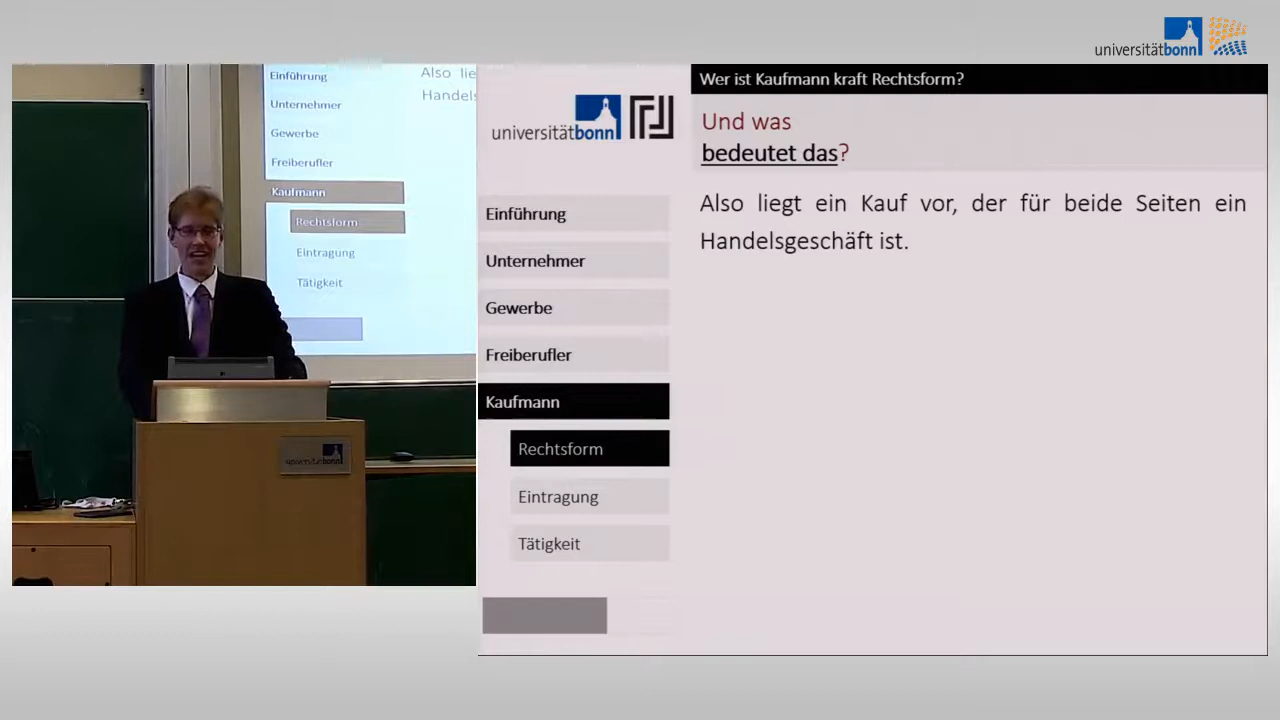 universitätbonn
Einführung
Unternehmer
Gewerbe
Freiberufler
Kaufmann
Rechtsform
Eintragung
Tätigkeit
Also lie
Handels
universitätbonn
universitätbonn
Wer ist Kaufmann kraft Rechtsform?
Und was
bedeutet das?
Einführung
Unternehmer
Gewerbe
Freiberufler
Kaufmann
Rechtsform
Eintragung
Tätigkeit
Also liegt ein Kauf vor, der für beide Seiten ein
Handelsgeschäft ist.